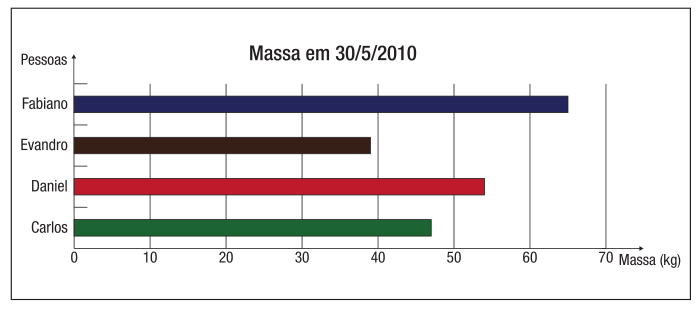 Massa em 30/5/2010
Pessoas
Fabiano
Evandro
Daniel
Carlos
0 10 20 30 40 50 60 70 Massa (kg)